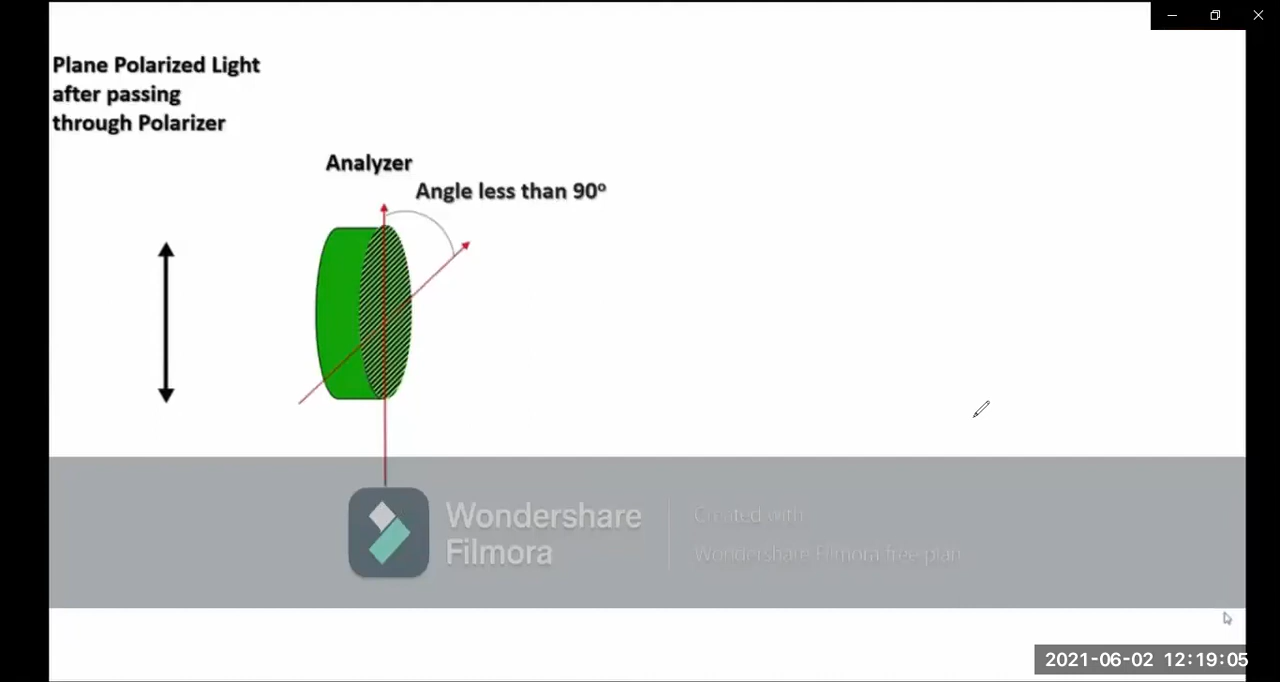 Plane Polarized Light
after passing
through Polarizer
Analyzer
Angle less than 90º
Wondershare
Filmora
Created with
Wondershare Filmora free plan
2021-06-02 12:19:05